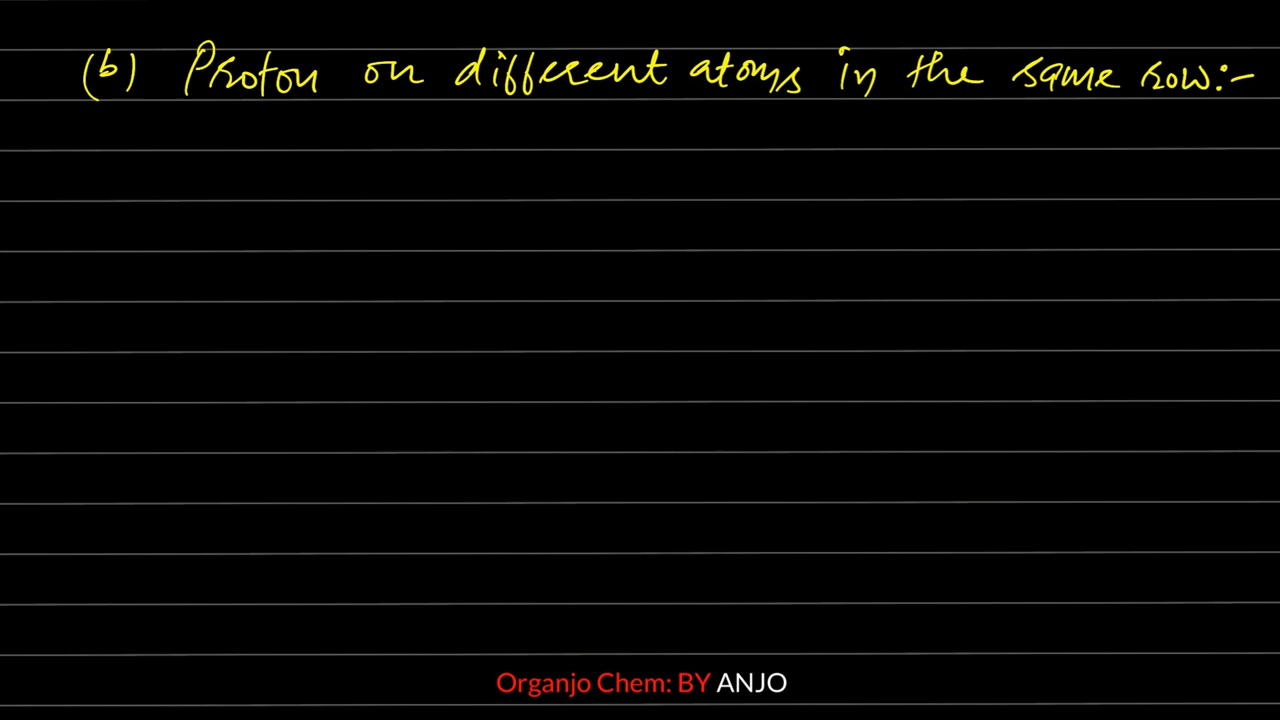 (b) Proton on different atoms in the same row:-
Organjo Chem: BY ANJO